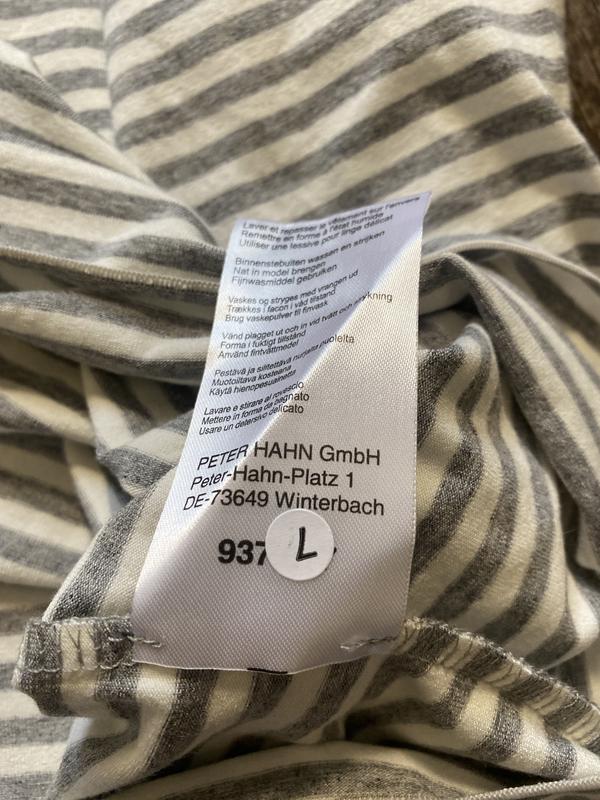 Laver et repasser le vêtement sur l'envers
Remettre en forme à l'état humide
Utiliser une lessive pour linge délicat
Binnenstebuiten wassen en strijken
Nat in model brengen
Fijnwasmiddel gebruiken
Vaskes og stryges med vrangen ud
Trækkes i facon i våd tilstand
Brug vaskepulver til finvask
Vänd plagget ut och in vid tvätt och strykning
Forma i fuktigt tillstånd
Använd fintvättmedel
Pestävä ja silitettävä nurjalta puolelta
Muotoiltava kosteana
Käytä hienopesuainetta
Lavare e stirare al rovescio
Mettere in forma da bagnato
Usare un detersivo delicato
PETER HAHN GmbH
Peter-Hahn-Platz 1
DE-73649 Winterbach
937
L